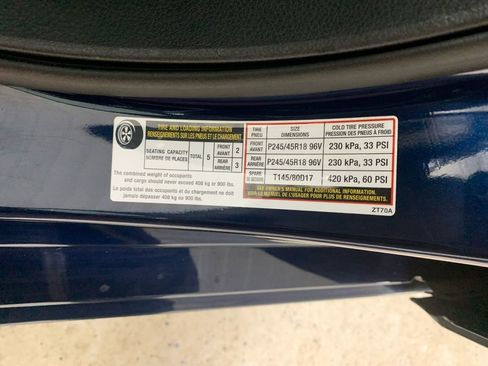 TIRE AND LOADING INFORMATION
RENSEIGNEMENTS SUR LES PNEUS ET LE CHARGEMENT
SEATING CAPACITY
NOMBRE DE PLACES
TOTAL 5
FRONT
AVANT 2
REAR
ARRIÈRE 3
The combined weight of occupants
and cargo should never exceed 408 kg or 900 lbs.
Le poids total des occupants et du chargement ne doit
jamais dépasser 408 kg or 900 lbs.
TIRE
PNEU
SIZE
DIMENSIONS
COLD TIRE PRESSURE
PRESSION DES PNEUS À FROID
FRONT
AVANT
P245/45R18 96V
230 kPa, 33 PSI
REAR
ARRIÈRE
P245/45R18 96V
230 kPa, 33 PSI
SPARE
DE SECOURS
T145/80D17
420 kPa, 60 PSI
SEE OWNER'S MANUAL FOR ADDITIONAL INFORMATION.
VOIR LE MANUEL DE L'USAGER POUR PLUS DE RENSEIGNEMENTS.
ZT70A